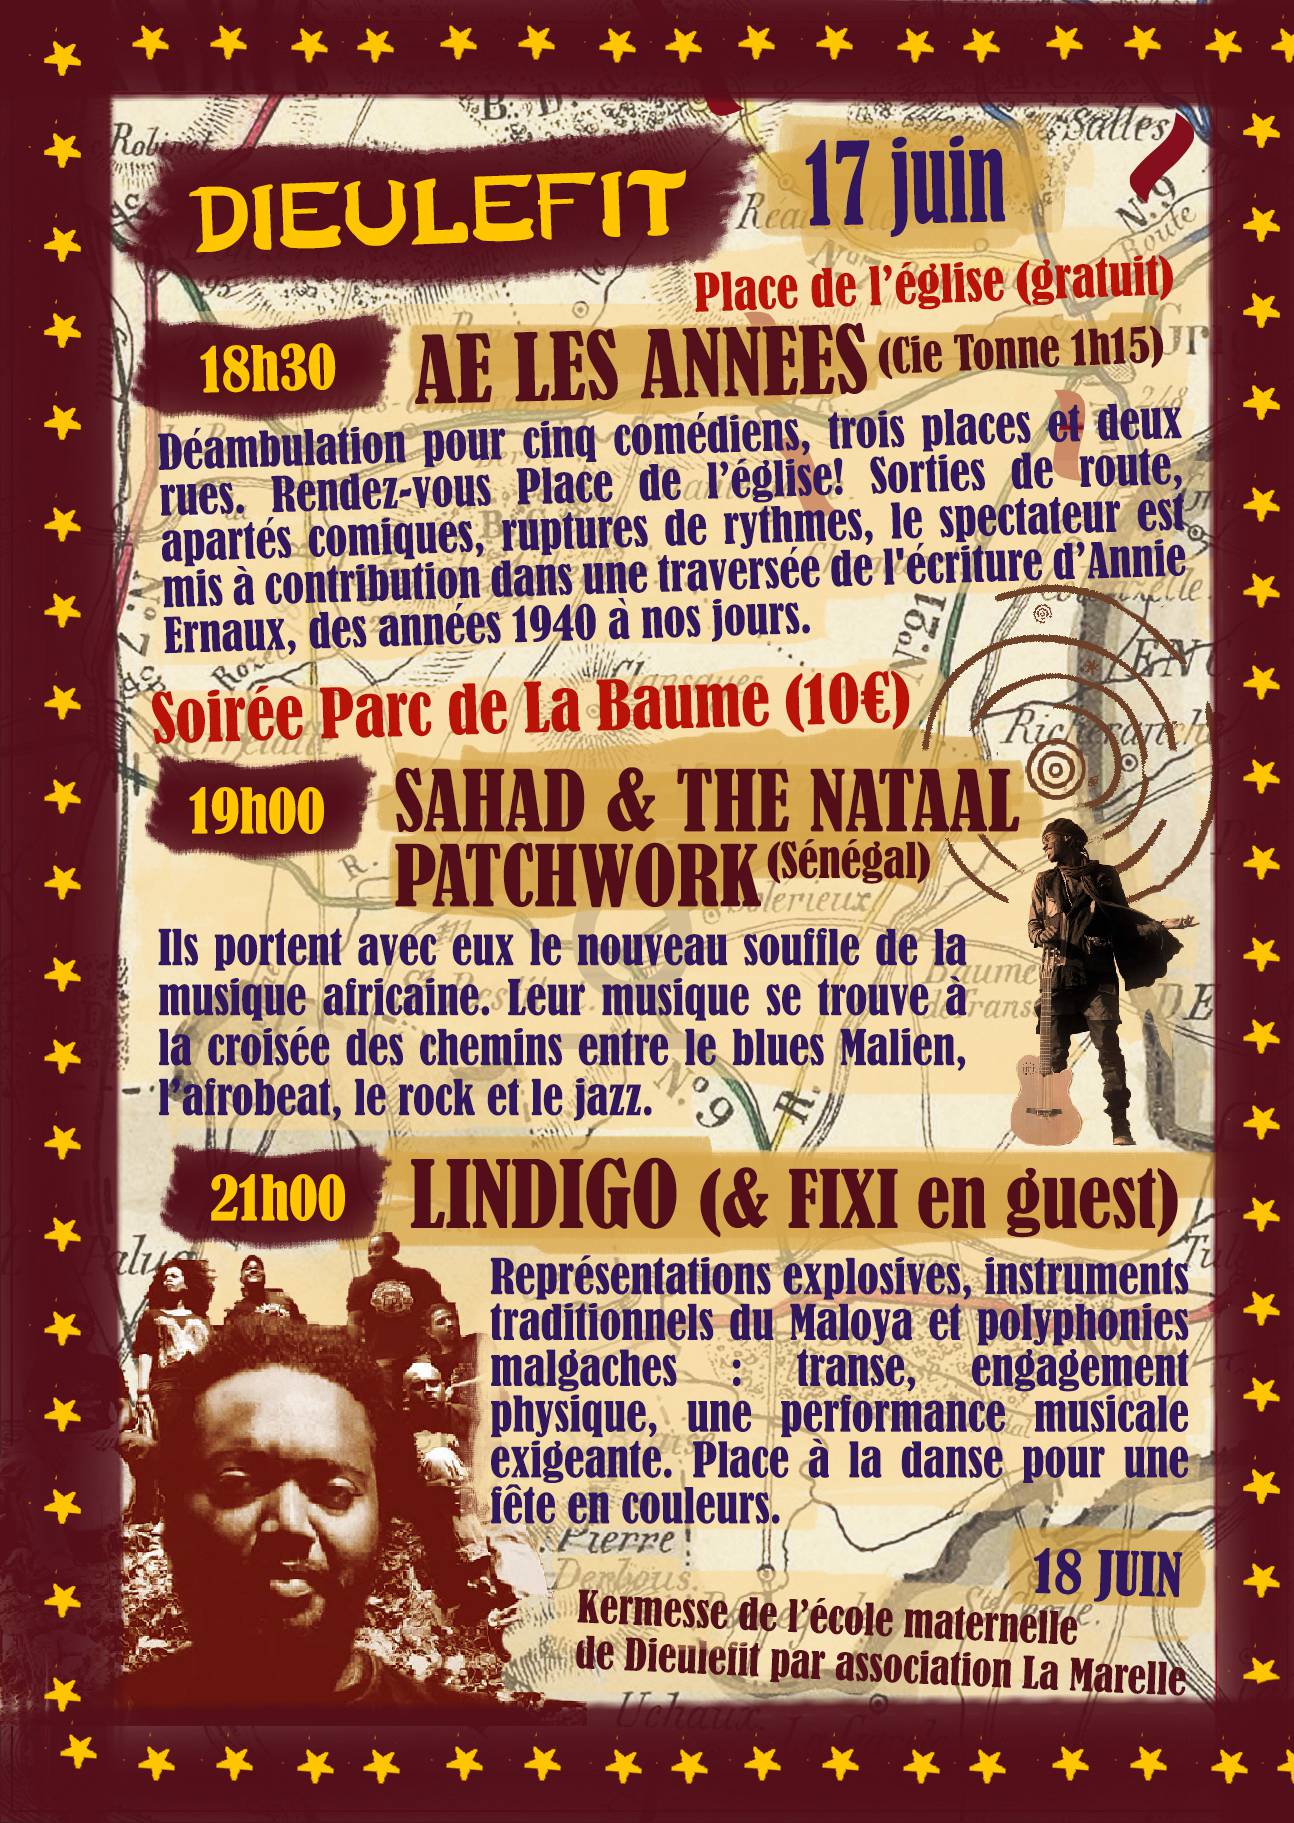 DIEULEFIT
17 juin
Place de l'église (gratuit)
18h30
AE LES ANNEES (Cie Tonne 1h15)
Déambulation pour cinq comédiens, trois places et deux
rues. Rendez-vous Place de l'église! Sorties de route,
apartés comiques, ruptures de rythmes, le spectateur est
mis à contribution dans une traversée de l'écriture d'Annie
Ernaux, des années 1940 à nos jours.
Soirée Parc de La Baume (10€)
19h00
SAHAD & THE NATAAL
PATCHWORK (Sénégal)
Ils portent avec eux le nouveau souffle de la
musique africaine. Leur musique se trouve à
la croisée des chemins entre le blues Malien,
l'afrobeat, le rock et le jazz.
21h00
LINDIGO (& FIXI en guest)
Représentations explosives, instruments
traditionnels du Maloya et polyphonies
malgaches : transe, engagement
physique, une performance musicale
exigeante. Place à la danse pour une
fête en couleurs.
18 JUIN
Kermesse de l'école maternelle
de Dieulefit par association La Marelle
Salles
N.º 9
Route
N.º 21
N.º 9
R.
Pierre